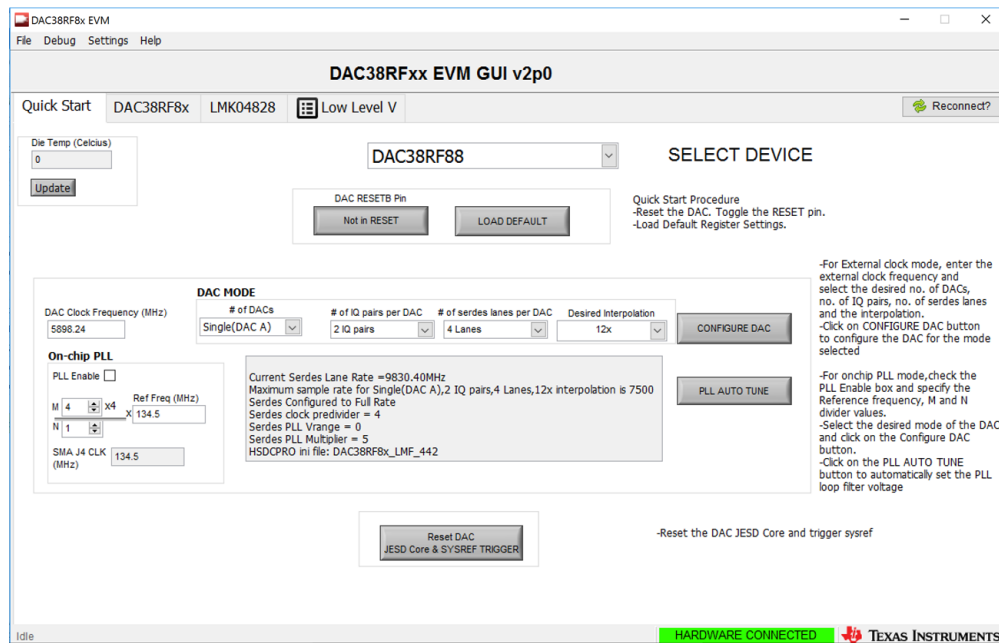 DAC38RF8x EVM
File Debug Settings Help
DAC38RFxx EVM GUI v2p0
Quick Start DAC38RF8x LMK04828 Low Level V Reconnect?
Die Temp (Celcius)
0
Update
DAC38RF88
SELECT DEVICE
DAC RESETB Pin
Not in RESET
LOAD DEFAULT
Quick Start Procedure
-Reset the DAC. Toggle the RESET pin.
-Load Default Register Settings.
DAC Clock Frequency (MHz)
5898.24
DAC MODE
# of DACs
Single(DAC A)
# of IQ pairs per DAC
2 IQ pairs
# of serdes lanes per DAC
4 Lanes
Desired Interpolation
12x
CONFIGURE DAC
On-chip PLL
PLL Enable
M 4 x4
N 1
x
Ref Freq (MHz)
134.5
SMA J4 CLK
(MHz)
134.5
Current Serdes Lane Rate =9830.40MHz
Maximum sample rate for Single(DAC A),2 IQ pairs,4 Lanes,12x interpolation is 7500
Serdes Configured to Full Rate
Serdes clock predivider = 4
Serdes PLL Vrange = 0
Serdes PLL Multiplier = 5
HSDCPRO ini file: DAC38RF8x_LMF_442
PLL AUTO TUNE
-For External clock mode, enter the
external clock frequency and
select the desired no. of DACs,
no. of IQ pairs, no. of serdes lanes
and the interpolation.
-Click on CONFIGURE DAC button
to configure the DAC for the mode
selected
-For onchip PLL mode,check the
PLL Enable box and specify the
Reference frequency, M and N
divider values.
-Select the desired mode of the DAC
and click on the Configure DAC
button.
-Click on the PLL AUTO TUNE
button to automatically set the PLL
loop filter voltage
Reset DAC
JESD Core & SYSREF TRIGGER
-Reset the DAC JESD Core and trigger sysref
Idle
HARDWARE CONNECTED
TEXAS INSTRUMENTS